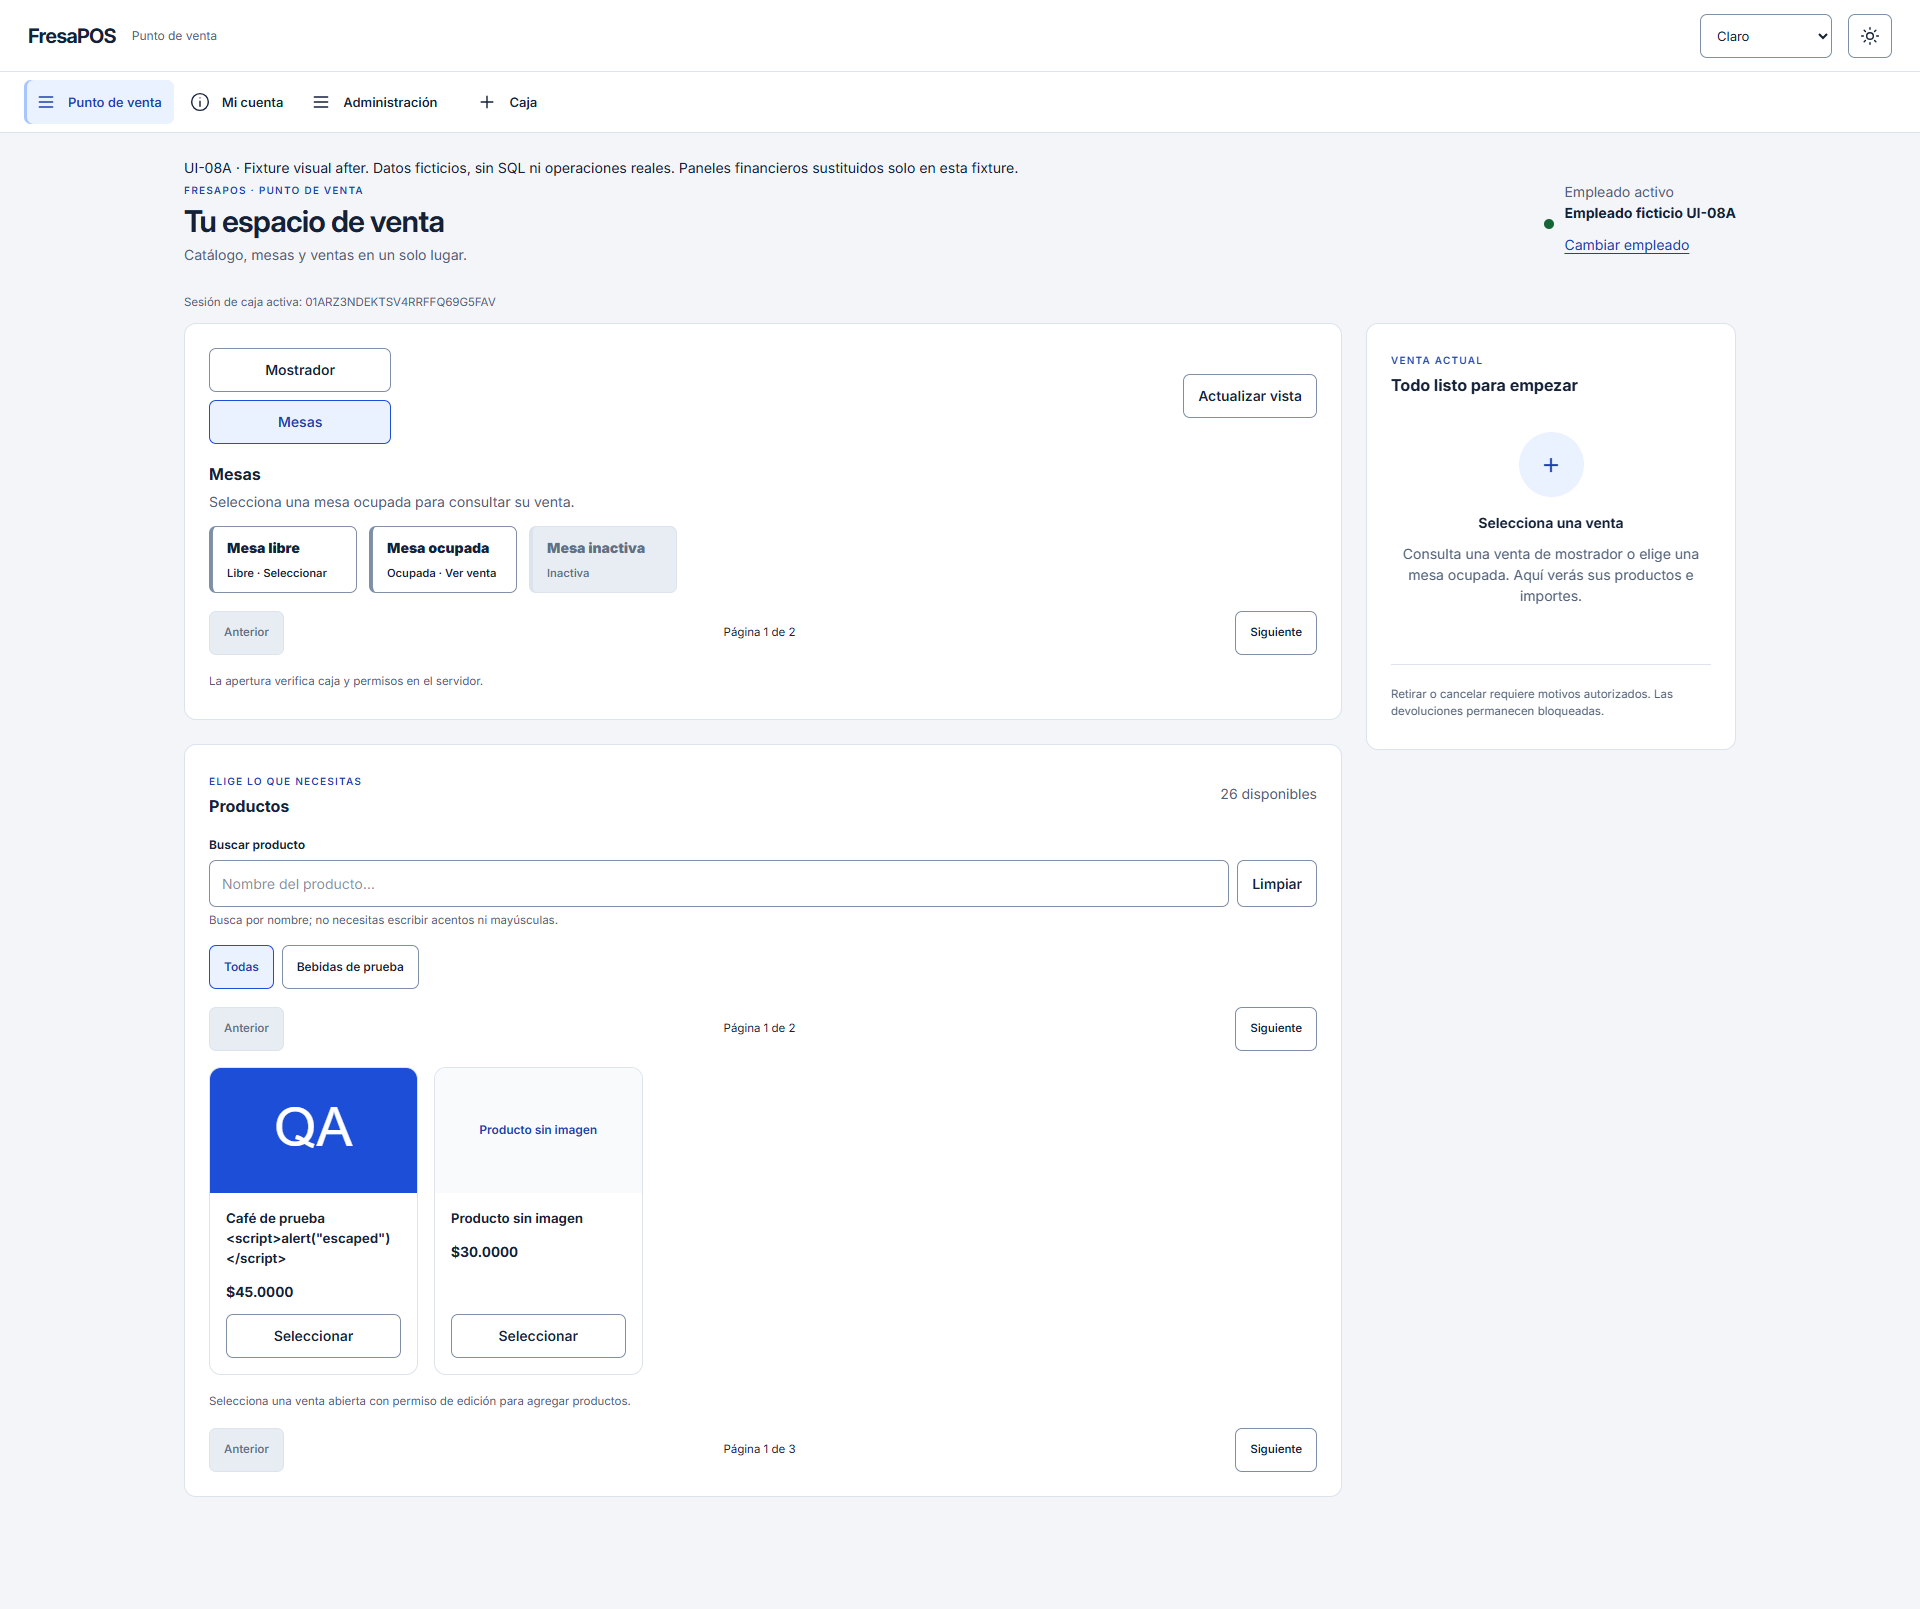 FresaPOS Punto de venta
Claro
Punto de venta
Mi cuenta
Administración
Caja
UI-08A · Fixture visual after. Datos ficticios, sin SQL ni operaciones reales. Paneles financieros sustituidos solo en esta fixture.
FRESAPOS · PUNTO DE VENTA
Tu espacio de venta
Catálogo, mesas y ventas en un solo lugar.
Empleado activo
Empleado ficticio UI-08A
Cambiar empleado
Sesión de caja activa: 01ARZ3NDEKTSV4RRFFQ69G5FAV
Mostrador
Mesas
Actualizar vista
Mesas
Selecciona una mesa ocupada para consultar su venta.
Mesa libre
Libre · Seleccionar
Mesa ocupada
Ocupada · Ver venta
Mesa inactiva
Inactiva
Anterior
Página 1 de 2
Siguiente
La apertura verifica caja y permisos en el servidor.
VENTA ACTUAL
Todo listo para empezar
+
Selecciona una venta
Consulta una venta de mostrador o elige una
mesa ocupada. Aquí verás sus productos e
importes.
Retirar o cancelar requiere motivos autorizados. Las
devoluciones permanecen bloqueadas.
ELIGE LO QUE NECESITAS
Productos
26 disponibles
Buscar producto
Nombre del producto...
Limpiar
Busca por nombre; no necesitas escribir acentos ni mayúsculas.
Todas
Bebidas de prueba
Anterior
Página 1 de 2
Siguiente
QA
Café de prueba
<script>alert("escaped")
</script>
$45.0000
Seleccionar
Producto sin imagen
Producto sin imagen
$30.0000
Seleccionar
Selecciona una venta abierta con permiso de edición para agregar productos.
Anterior
Página 1 de 3
Siguiente